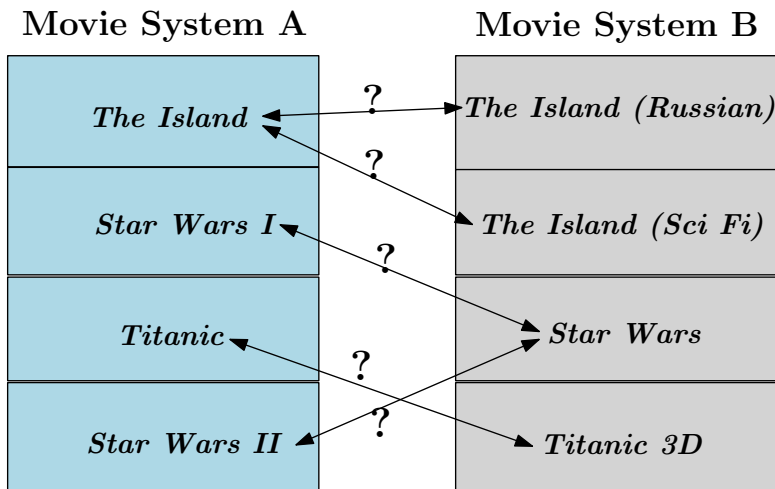 Movie System A
Movie System B
The Island
?
The Island (Russian)
?
Star Wars I
The Island (Sci Fi)
?
Titanic
Star Wars
?
Star Wars II
?
Titanic 3D